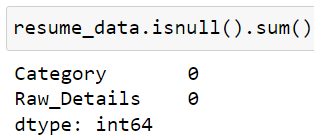 resume_data.isnull().sum()
Category 0
Raw_Details 0
dtype: int64